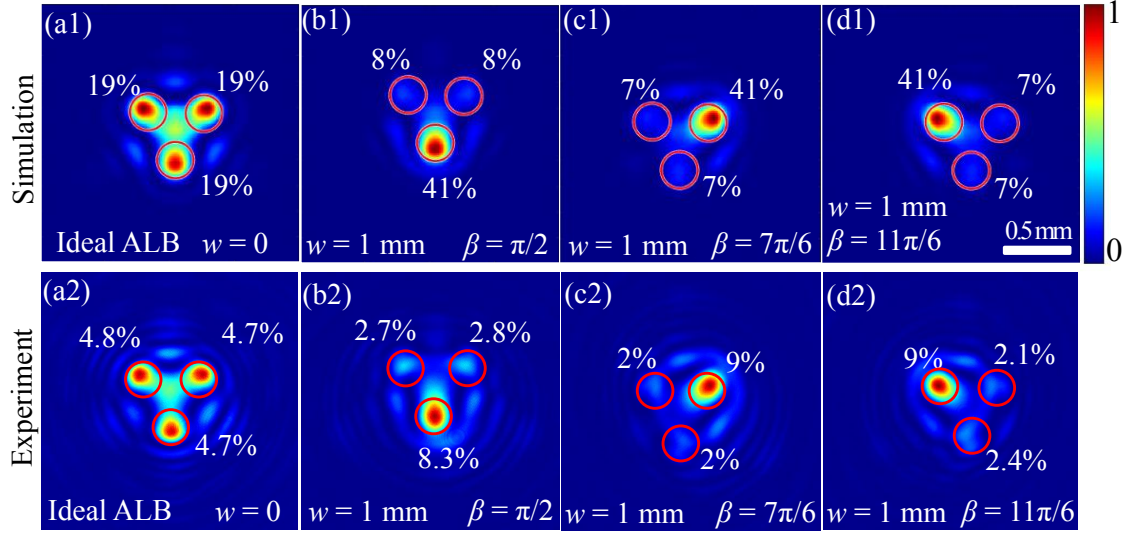 Simulation
(a1)
19%
19%
19%
Ideal ALB w = 0
(b1)
8%
8%
41%
w = 1 mm β = π/2
(c1)
7%
41%
7%
w = 1 mm β = 7π/6
(d1)
41%
7%
7%
w = 1 mm
β = 11π/6
0.5 mm
1
0
Experiment
(a2)
4.8%
4.7%
4.7%
Ideal ALB w = 0
(b2)
2.7%
2.8%
8.3%
w = 1 mm β = π/2
(c2)
2%
9%
2%
w = 1 mm β = 7π/6
(d2)
9%
2.1%
2.4%
w = 1 mm β = 11π/6